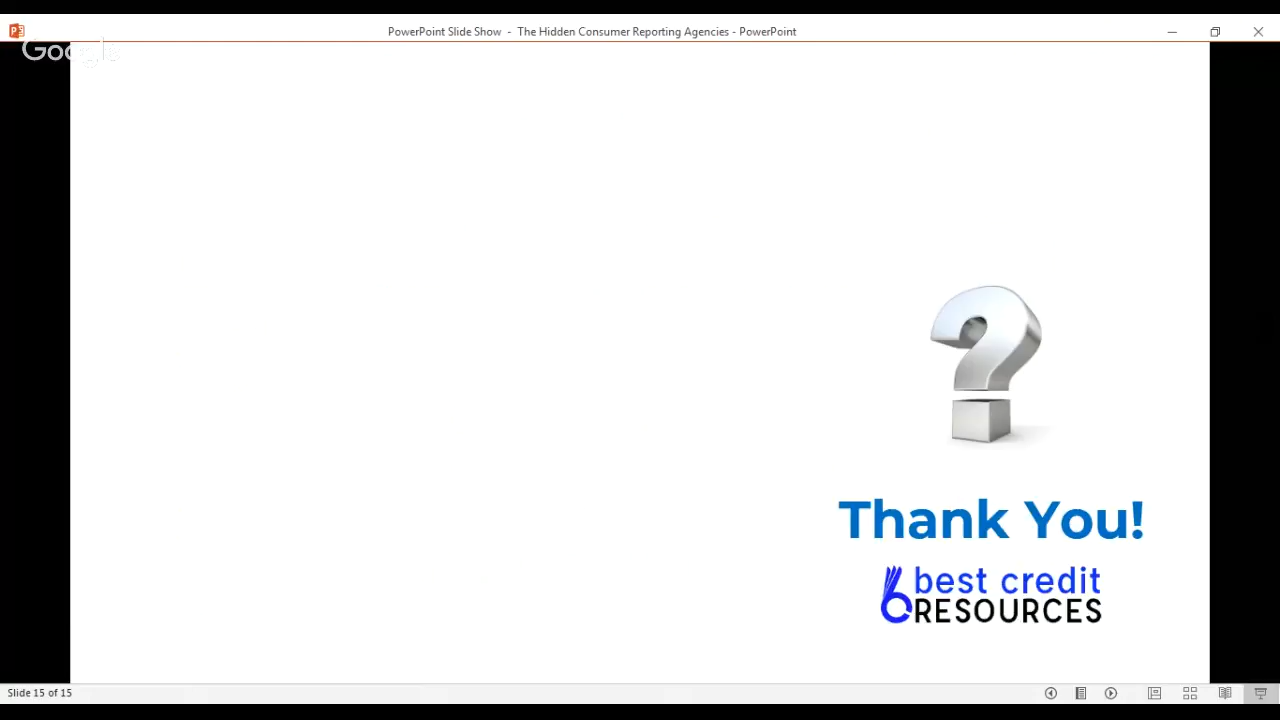 PowerPoint Slide Show - The Hidden Consumer Reporting Agencies - PowerPoint
Google
?
Thank You!
best credit
RESOURCES
Slide 15 of 15